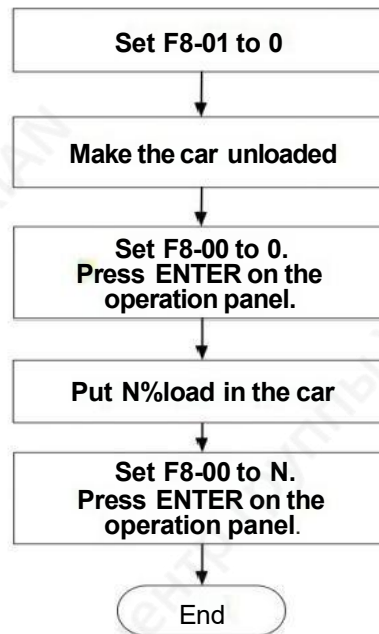 Set F8-01 to 0
Make the car unloaded
Set F8-00 to 0.
Press ENTER on the
operation panel.
Put N%load in the car
Set F8-00 to N.
Press ENTER on the
operation panel.
End